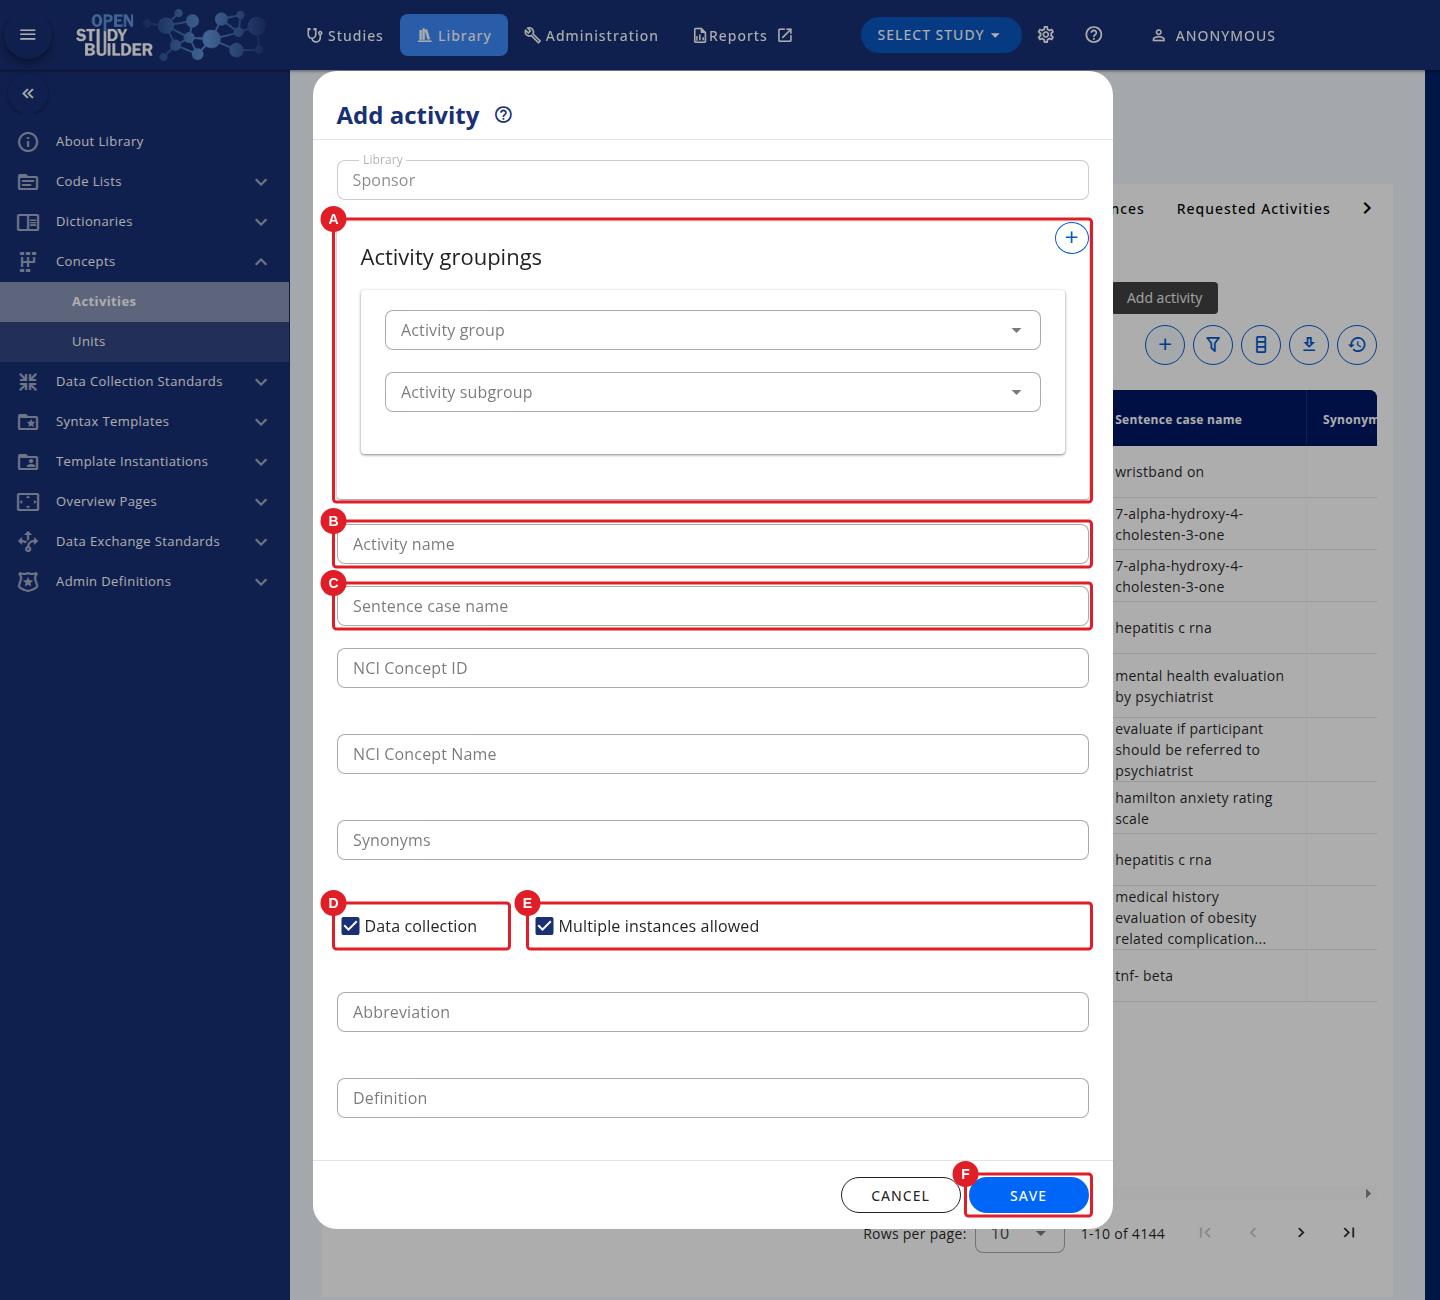 OPEN
STUDY
BUILDER
Studies
Library
Administration
Reports
SELECT STUDY
ANONYMOUS
About Library
Code Lists
Dictionaries
Concepts
Activities
Units
Data Collection Standards
Syntax Templates
Template Instantiations
Overview Pages
Data Exchange Standards
Admin Definitions
Add activity
Library
Sponsor
A
Activity groupings
Activity group
Activity subgroup
B
Activity name
C
Sentence case name
NCI Concept ID
NCI Concept Name
Synonyms
D
Data collection
E
Multiple instances allowed
Abbreviation
Definition
CANCEL
F
SAVE
Requested Activities
Add activity
Sentence case name
wristband on
7-alpha-hydroxy-4-
cholesten-3-one
7-alpha-hydroxy-4-
cholesten-3-one
hepatitis c rna
mental health evaluation
by psychiatrist
evaluate if participant
should be referred to
psychiatrist
hamilton anxiety rating
scale
hepatitis c rna
medical history
evaluation of obesity
related complication...
tnf- beta
Rows per page:
10
1-10 of 4144